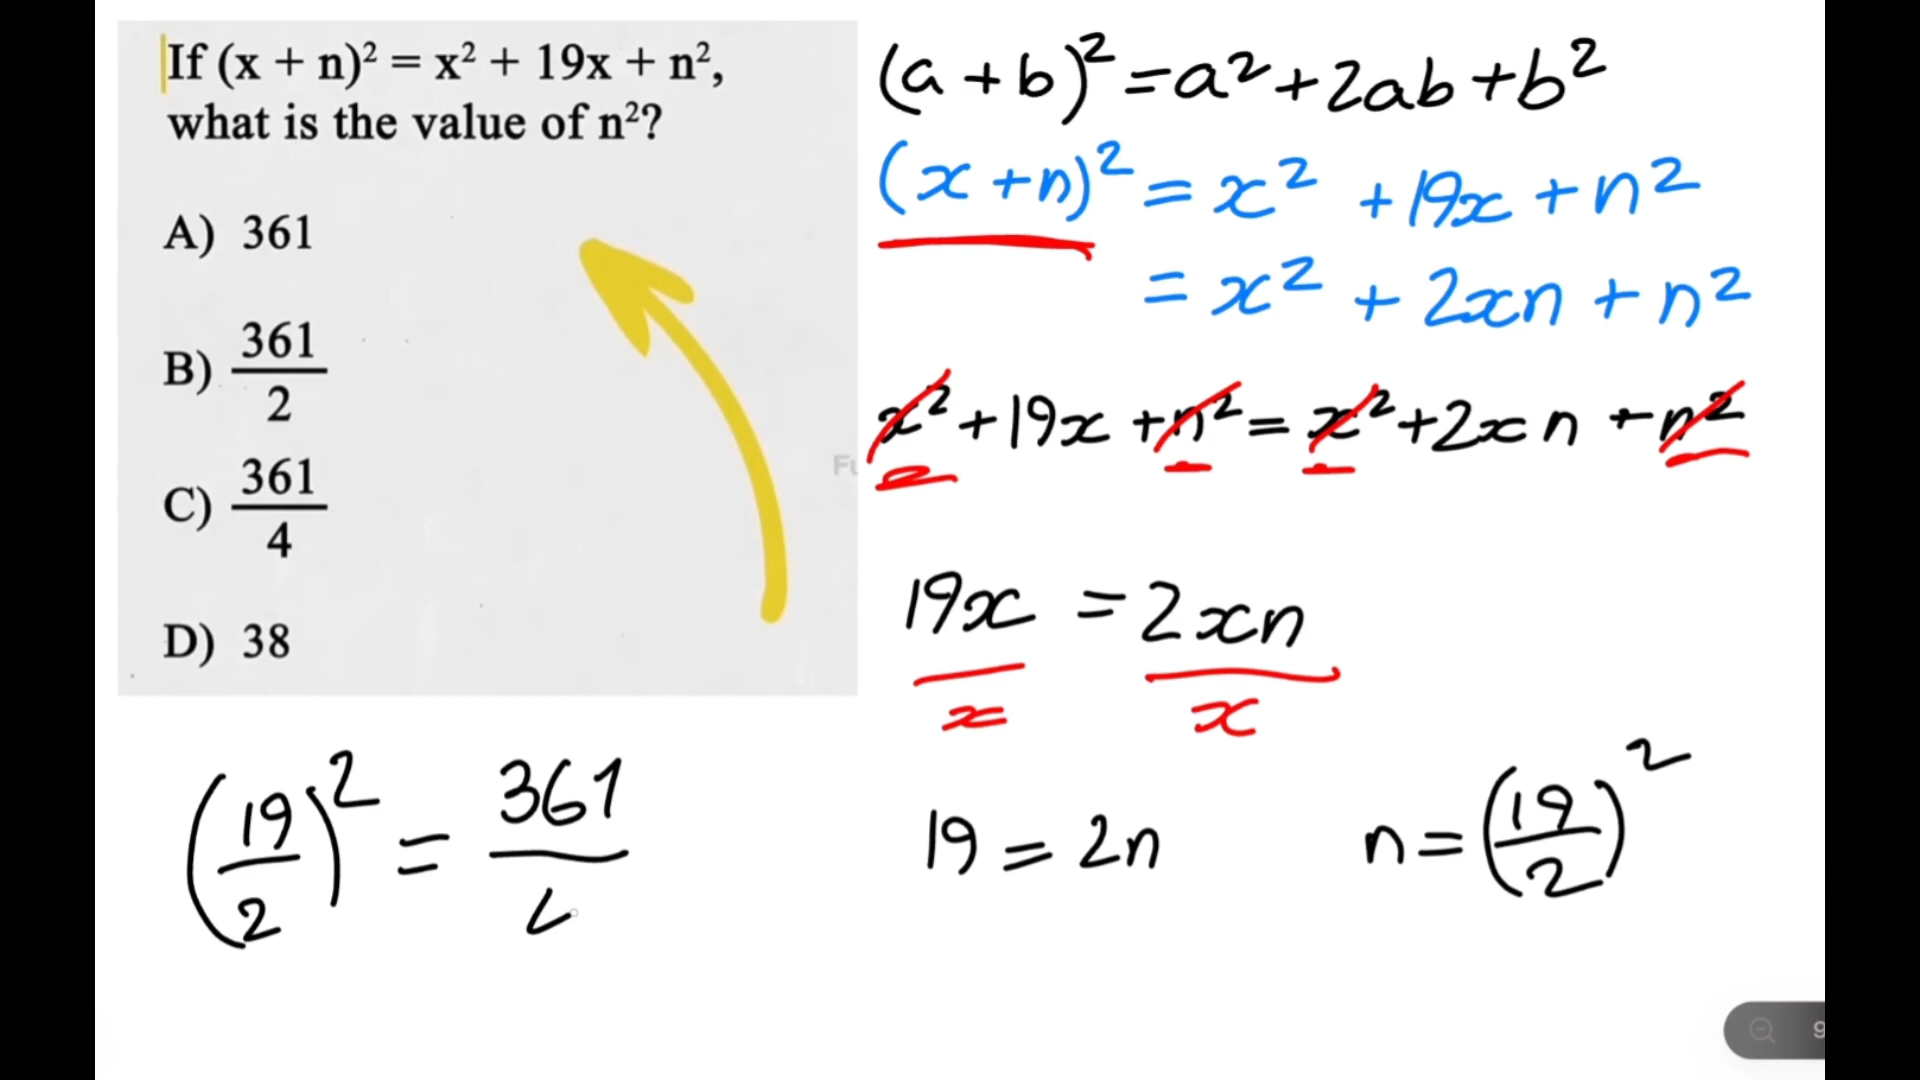 If (x + n)² = x² + 19x + n²,
what is the value of n²?
A) 361
B) 361/2
C) 361/4
D) 38
(a + b)² = a² + 2ab + b²
(x + n)² = x² + 19x + n²
= x² + 2xn + n²
x² + 19x + n² = x² + 2xn + n²
19x/x = 2xn/x
19 = 2n
n = (19/2)²
(19/2)² = 361/